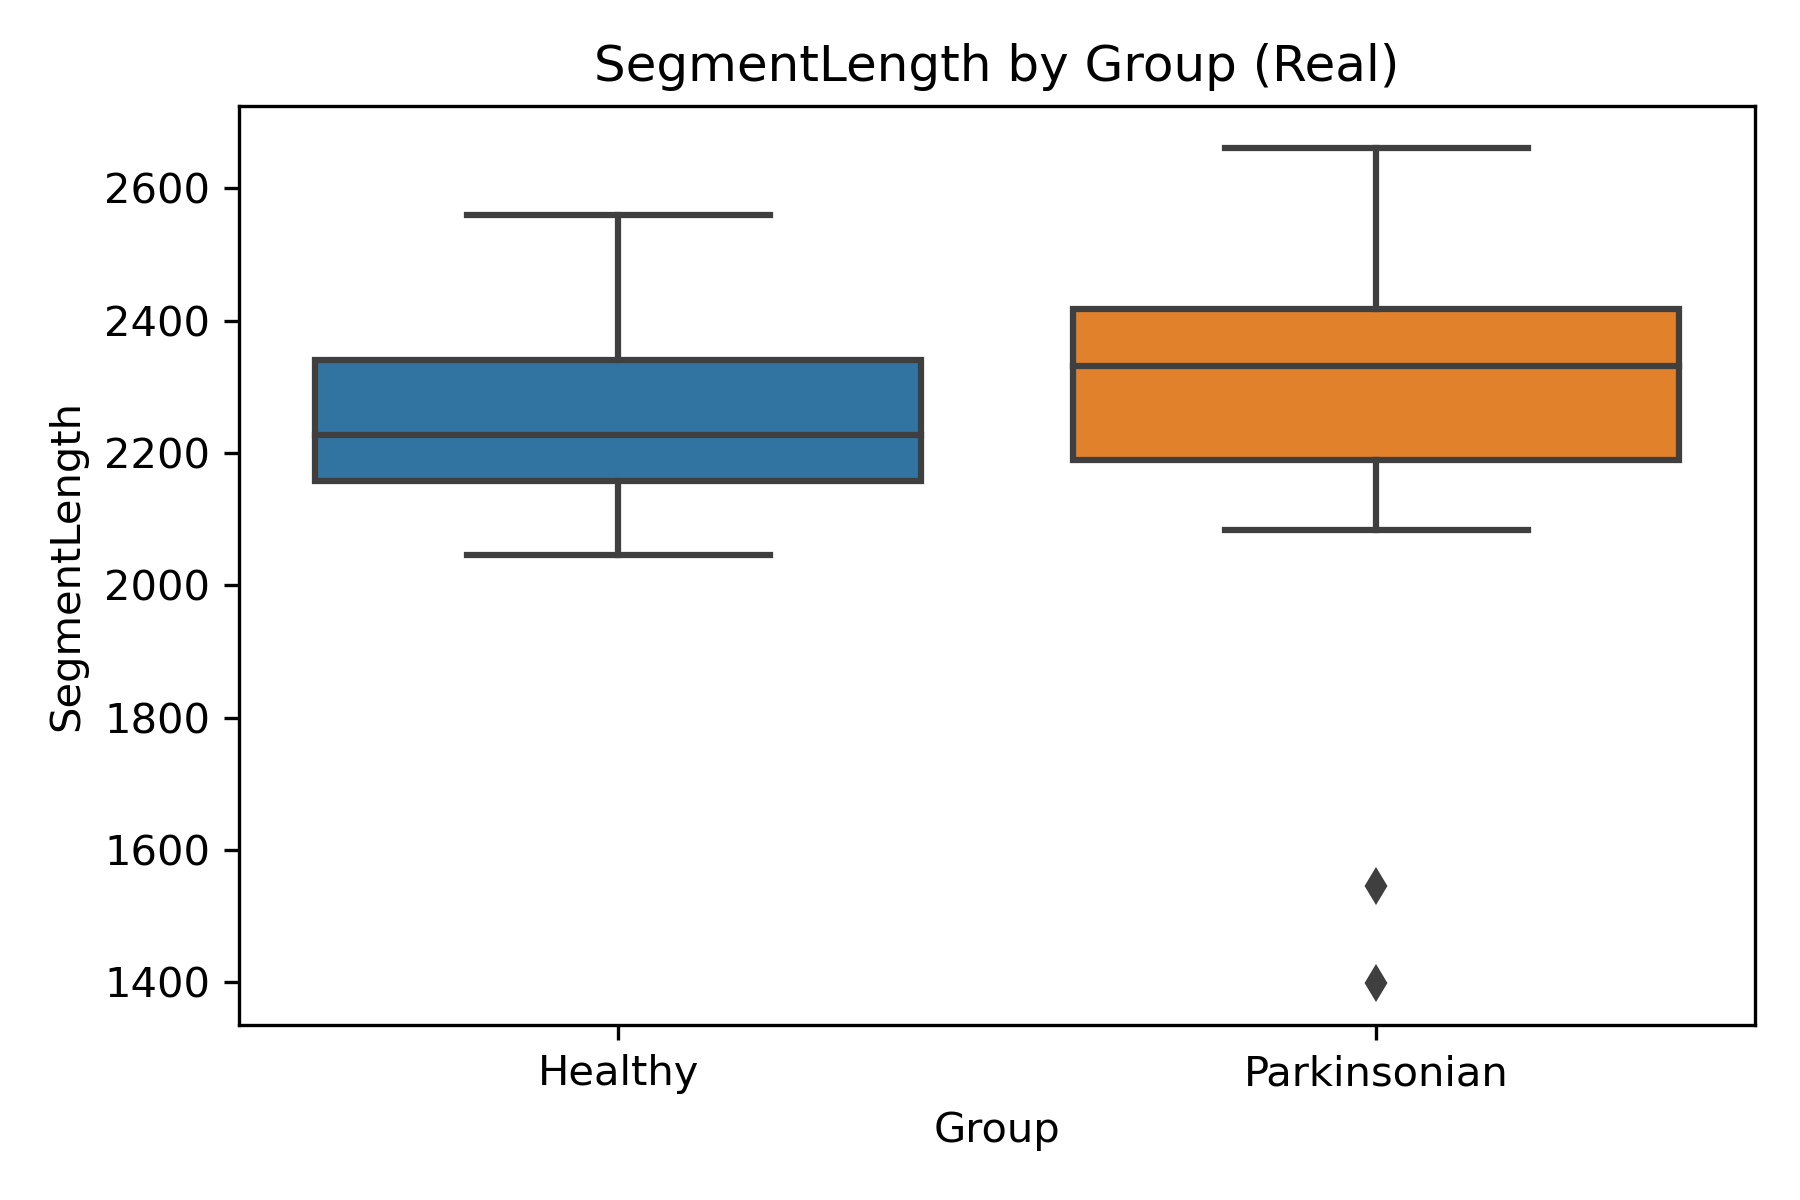 SegmentLength by Group (Real)
SegmentLength
2600
2400
2200
2000
1800
1600
1400
Healthy
Parkinsonian
Group